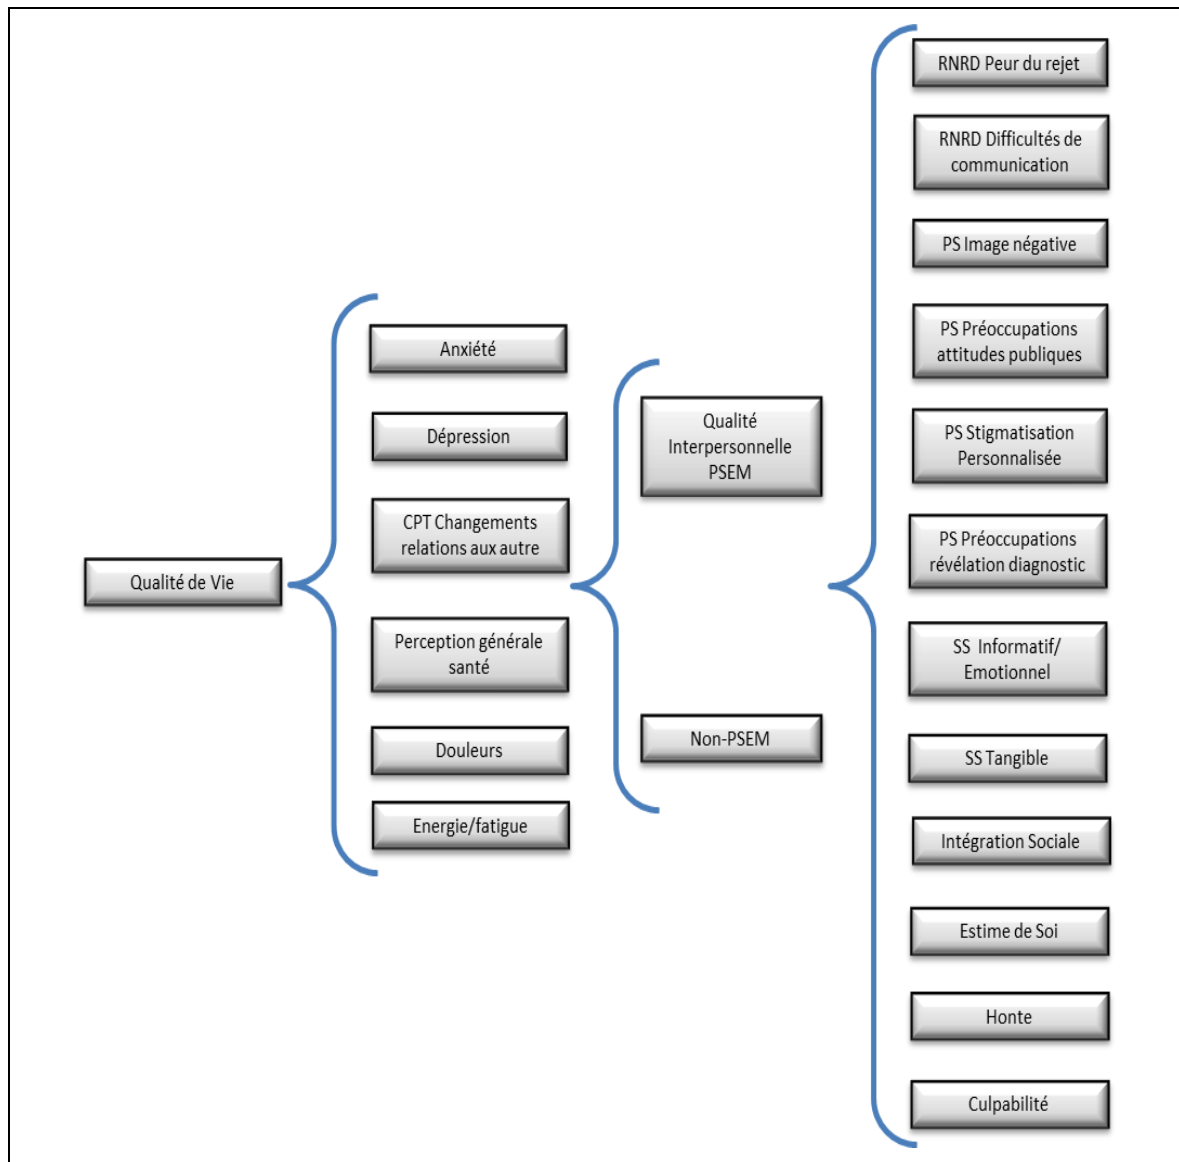 Qualité de Vie
Anxiété
Dépression
CPT Changements
relations aux autre
Perception générale
santé
Douleurs
Energie/fatigue
Qualité
Interpersonnelle
PSEM
Non-PSEM
RNRD Peur du rejet
RNRD Difficultés de
communication
PS Image négative
PS Préoccupations
attitudes publiques
PS Stigmatisation
Personnalisée
PS Préoccupations
révélation diagnostic
SS Informatif/
Emotionnel
SS Tangible
Intégration Sociale
Estime de Soi
Honte
Culpabilité